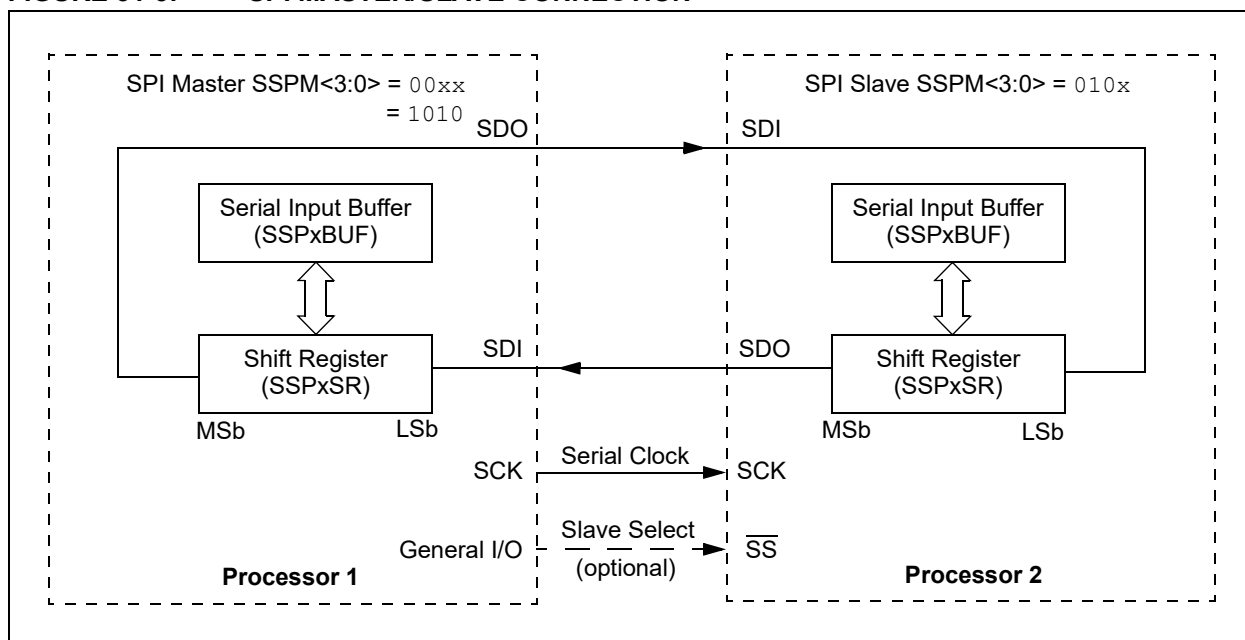 SPI Master SSPM<3:0> = 00xx
= 1010
SDO
Serial Input Buffer
(SSPxBUF)
Shift Register
(SSPxSR)
MSb
LSb
SDI
SCK
General I/O
Processor 1
Serial Clock
Slave Select
(optional)
SPI Slave SSPM<3:0> = 010x
SDI
Serial Input Buffer
(SSPxBUF)
SDO
Shift Register
(SSPxSR)
MSb
LSb
SCK
SS
Processor 2